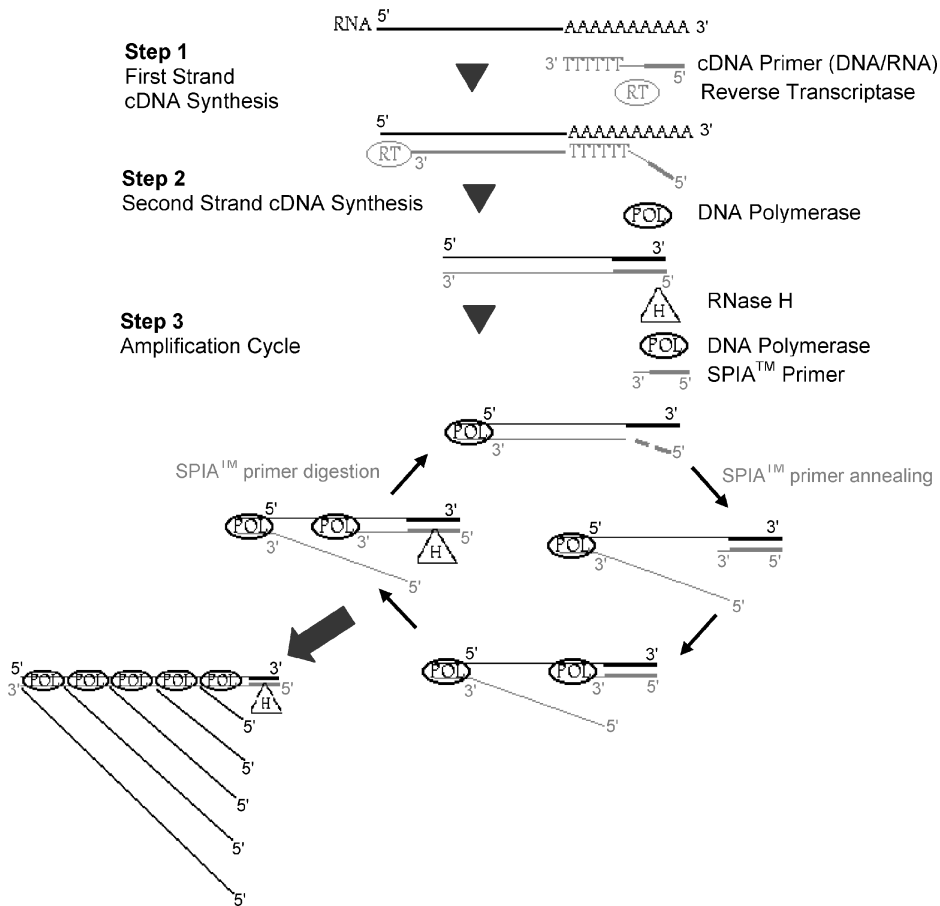 RNA 5' AAAAAAAAAA 3'
Step 1
First Strand
cDNA Synthesis
3' TTTTTT 5' cDNA Primer (DNA/RNA)
RT Reverse Transcriptase
5' AAAAAAAAAA 3'
RT 3' TTTTTT 5'
Step 2
Second Strand cDNA Synthesis
POL DNA Polymerase
5' 3'
3' 5'
H RNase H
Step 3
Amplification Cycle
POL DNA Polymerase
3' 5' SPIA™ Primer
5' 3'
POL 3' 5'
SPIA™ primer digestion
SPIA™ primer annealing
5' 3'
POL POL 3' 3' 5'
H
5'
5' 3'
POL 3' 3' 5'
5'
5' 3'
POL POL 3' 3' 5'
5'
5' 3'
3' POL POL POL POL POL 5'
H
5'
5'
5'
5'
5'